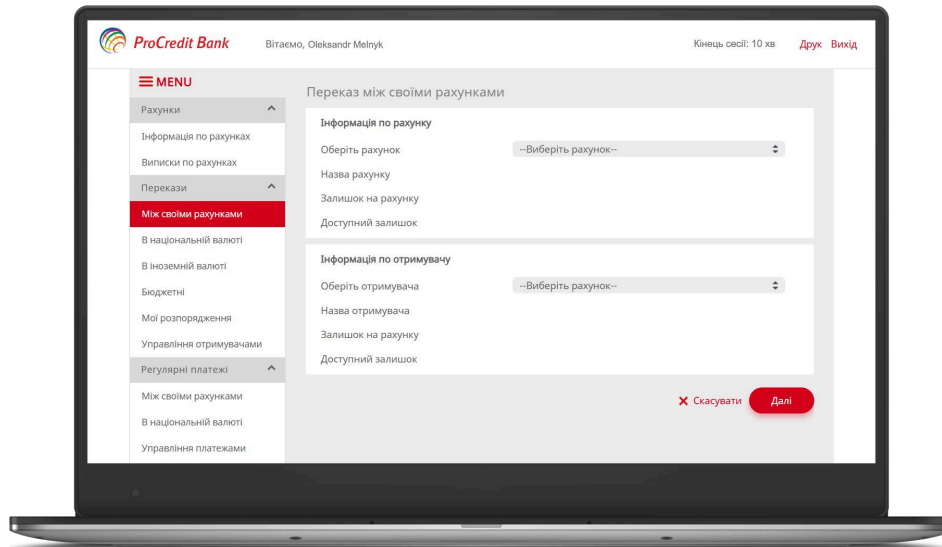 ProCredit Bank
Вітаємо, Oleksandr Melnyk
Кінець сесії: 10 хв
Друк Вихід
MENU
Рахунки
Інформація по рахунках
Виписки по рахунках
Перекази
Між своїми рахунками
В національній валюті
В іноземній валюті
Бюджетні
Мої розпорядження
Управління отримувачами
Регулярні платежі
Між своїми рахунками
В національній валюті
Управління платежами
Переказ між своїми рахунками
Інформація по рахунку
Оберіть рахунок --Виберіть рахунок--
Назва рахунку
Залишок на рахунку
Доступний залишок
Інформація по отримувачу
Оберіть отримувача --Виберіть рахунок--
Назва отримувача
Залишок на рахунку
Доступний залишок
Скасувати Далі